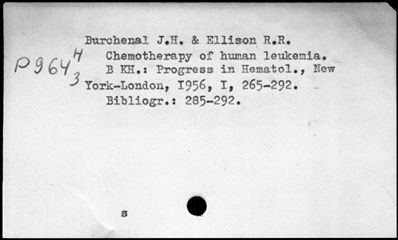 Burchenal J.H. & Ellison R.R.
Chemotherapy of human leukemia.
P964 4/3
B KH.: Progress in Hematol., New
York-London, I956, I, 265-292.
Bibliogr.: 285-292.
s